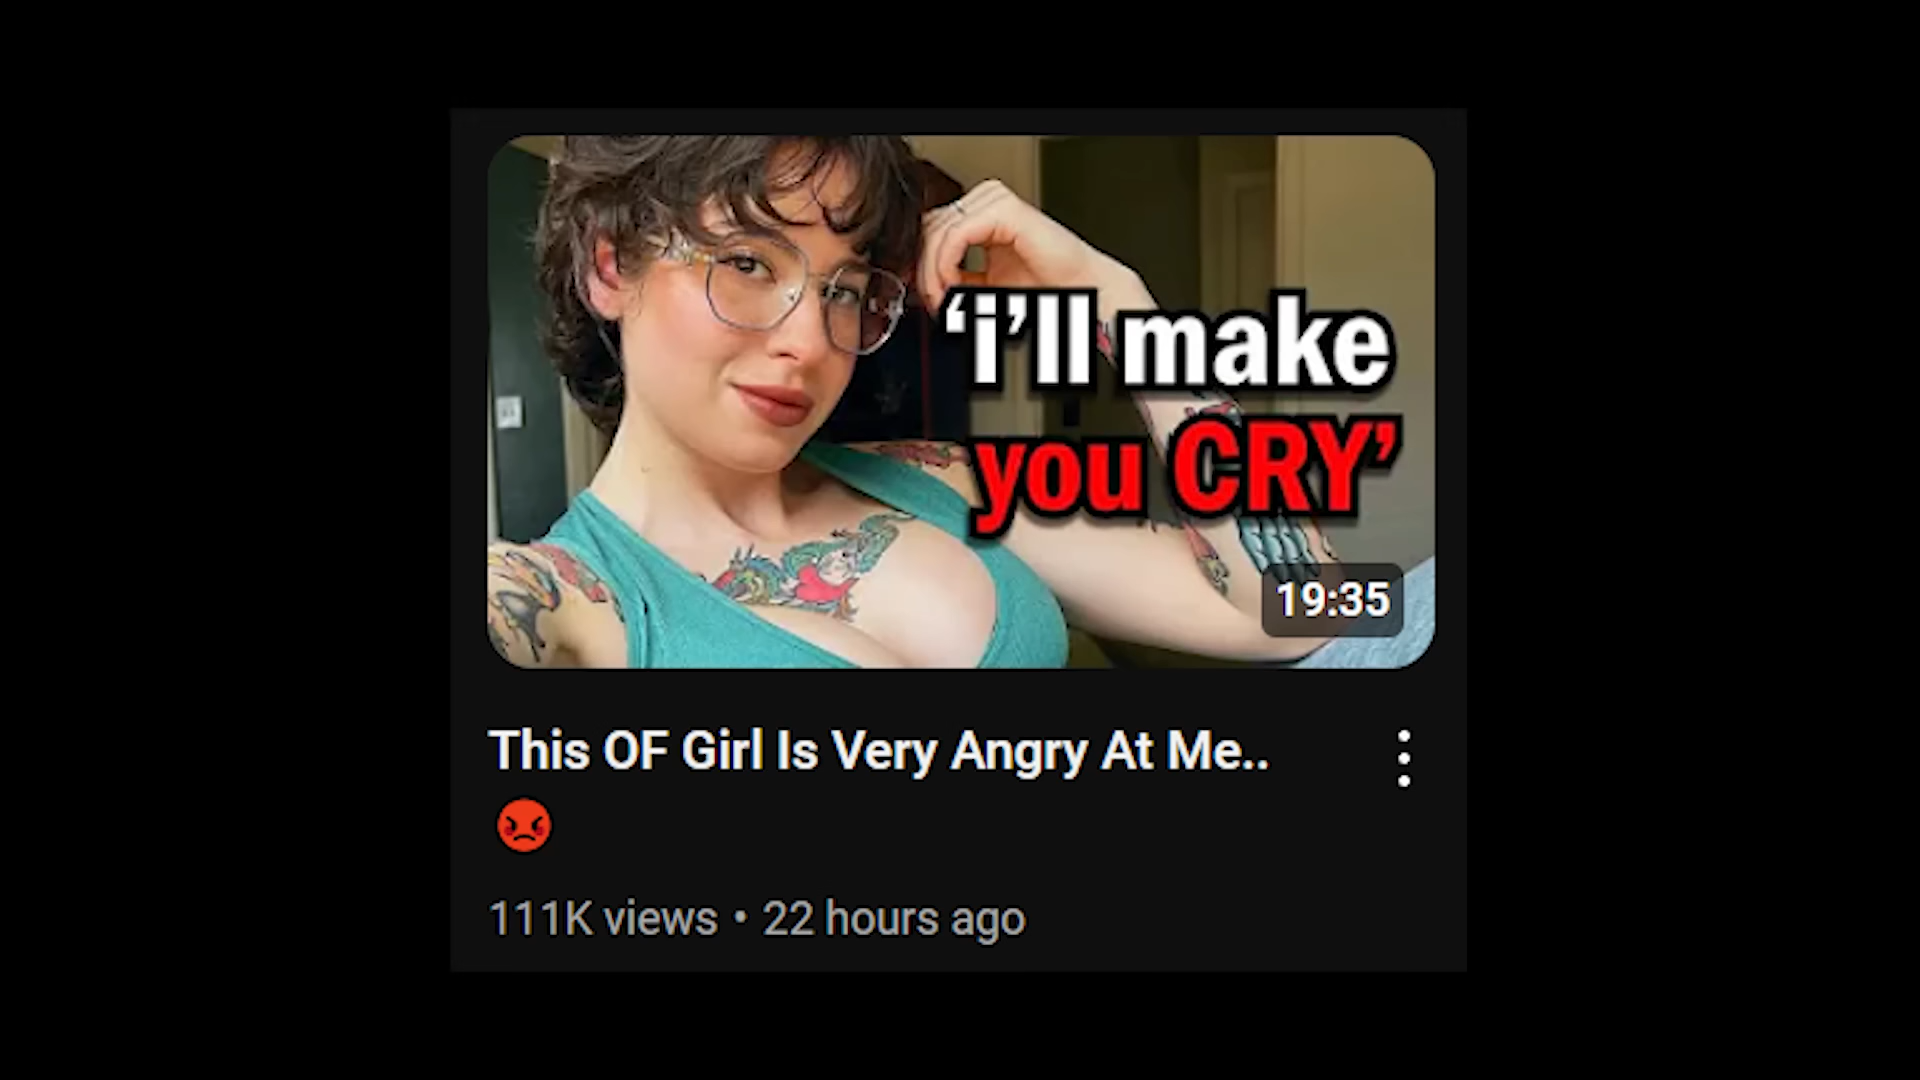 ‘i’ll make
you CRY’
19:35
This OF Girl Is Very Angry At Me..
😡
111K views • 22 hours ago